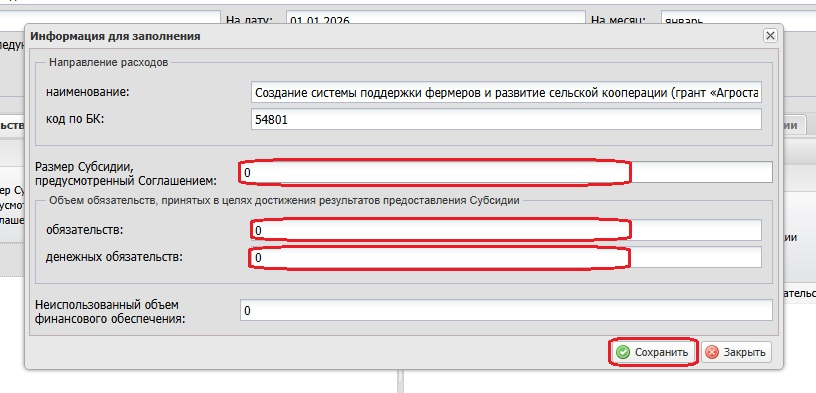 На дату: 01.01.2026 На месяц: январь
Информация для заполнения
Направление расходов
наименование: Создание системы поддержки фермеров и развитие сельской кооперации (грант «Агроста
код по БК: 54801
Размер Субсидии,
предусмотренный Соглашением: 0
Объем обязательств, принятых в целях достижения результатов предоставления Субсидии
обязательств: 0
денежных обязательств: 0
Неиспользованный объем
финансового обеспечения: 0
Сохранить Закрыть